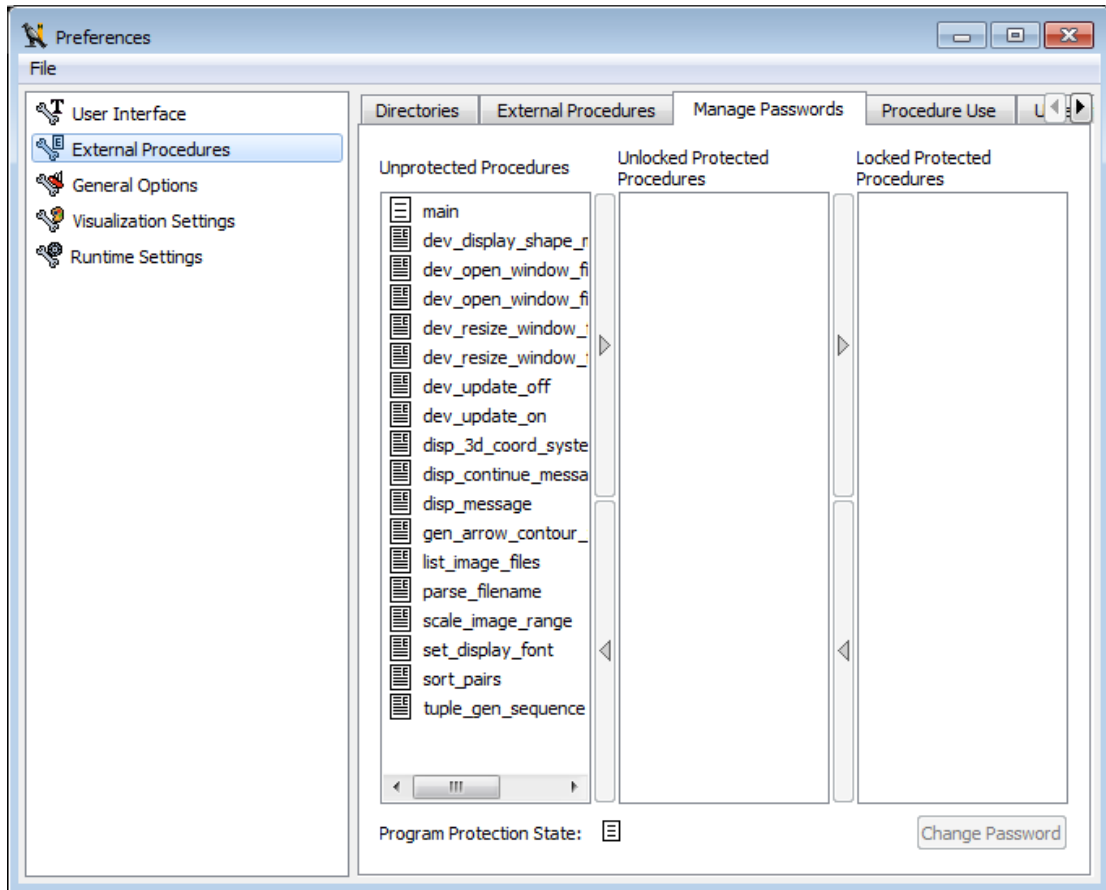 Preferences
File
User Interface
External Procedures
General Options
Visualization Settings
Runtime Settings
Directories
External Procedures
Manage Passwords
Procedure Use
Unprotected Procedures
Unlocked Protected
Procedures
Locked Protected
Procedures
main
dev_display_shape_
dev_open_window_fi
dev_open_window_fi
dev_resize_window_
dev_resize_window_
dev_update_off
dev_update_on
disp_3d_coord_syste
disp_continue_messa
disp_message
gen_arrow_contour_
list_image_files
parse_filename
scale_image_range
set_display_font
sort_pairs
tuple_gen_sequence
Program Protection State:
Change Password